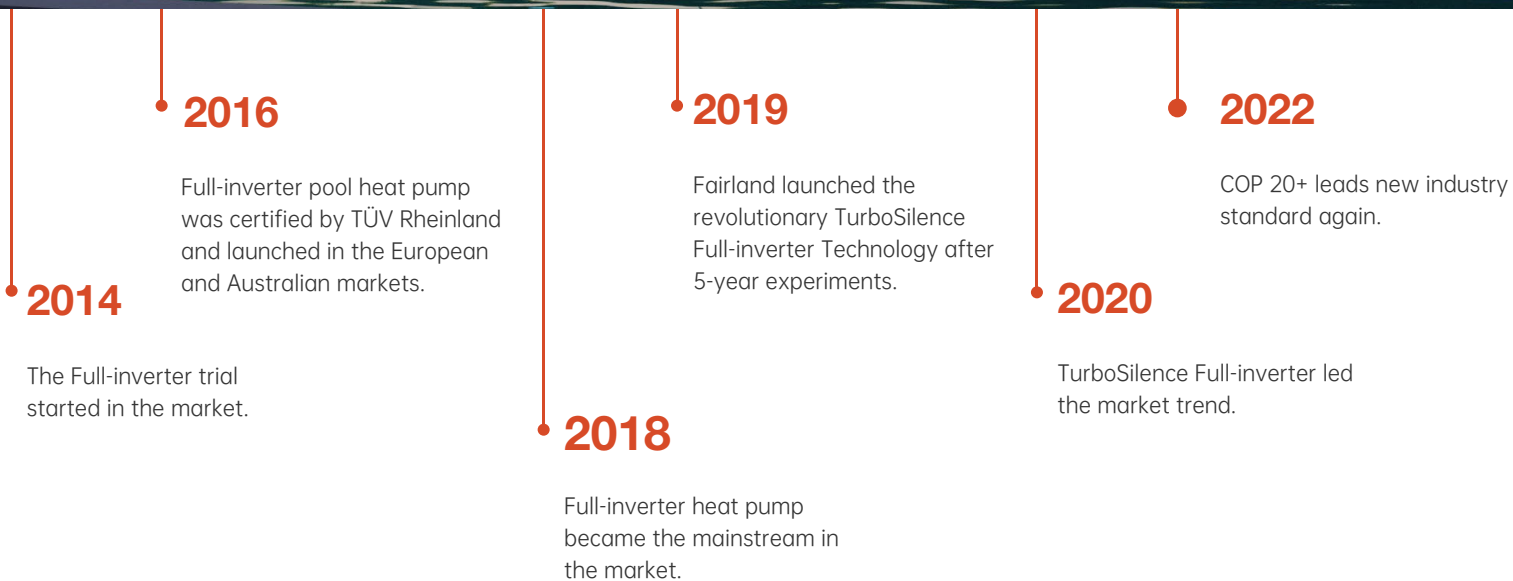 2014
The Full-inverter trial
started in the market.
2016
Full-inverter pool heat pump
was certified by TÜV Rheinland
and launched in the European
and Australian markets.
2018
Full-inverter heat pump
became the mainstream in
the market.
2019
Fairland launched the
revolutionary TurboSilence
Full-inverter Technology after
5-year experiments.
2020
TurboSilence Full-inverter led
the market trend.
2022
COP 20+ leads new industry
standard again.